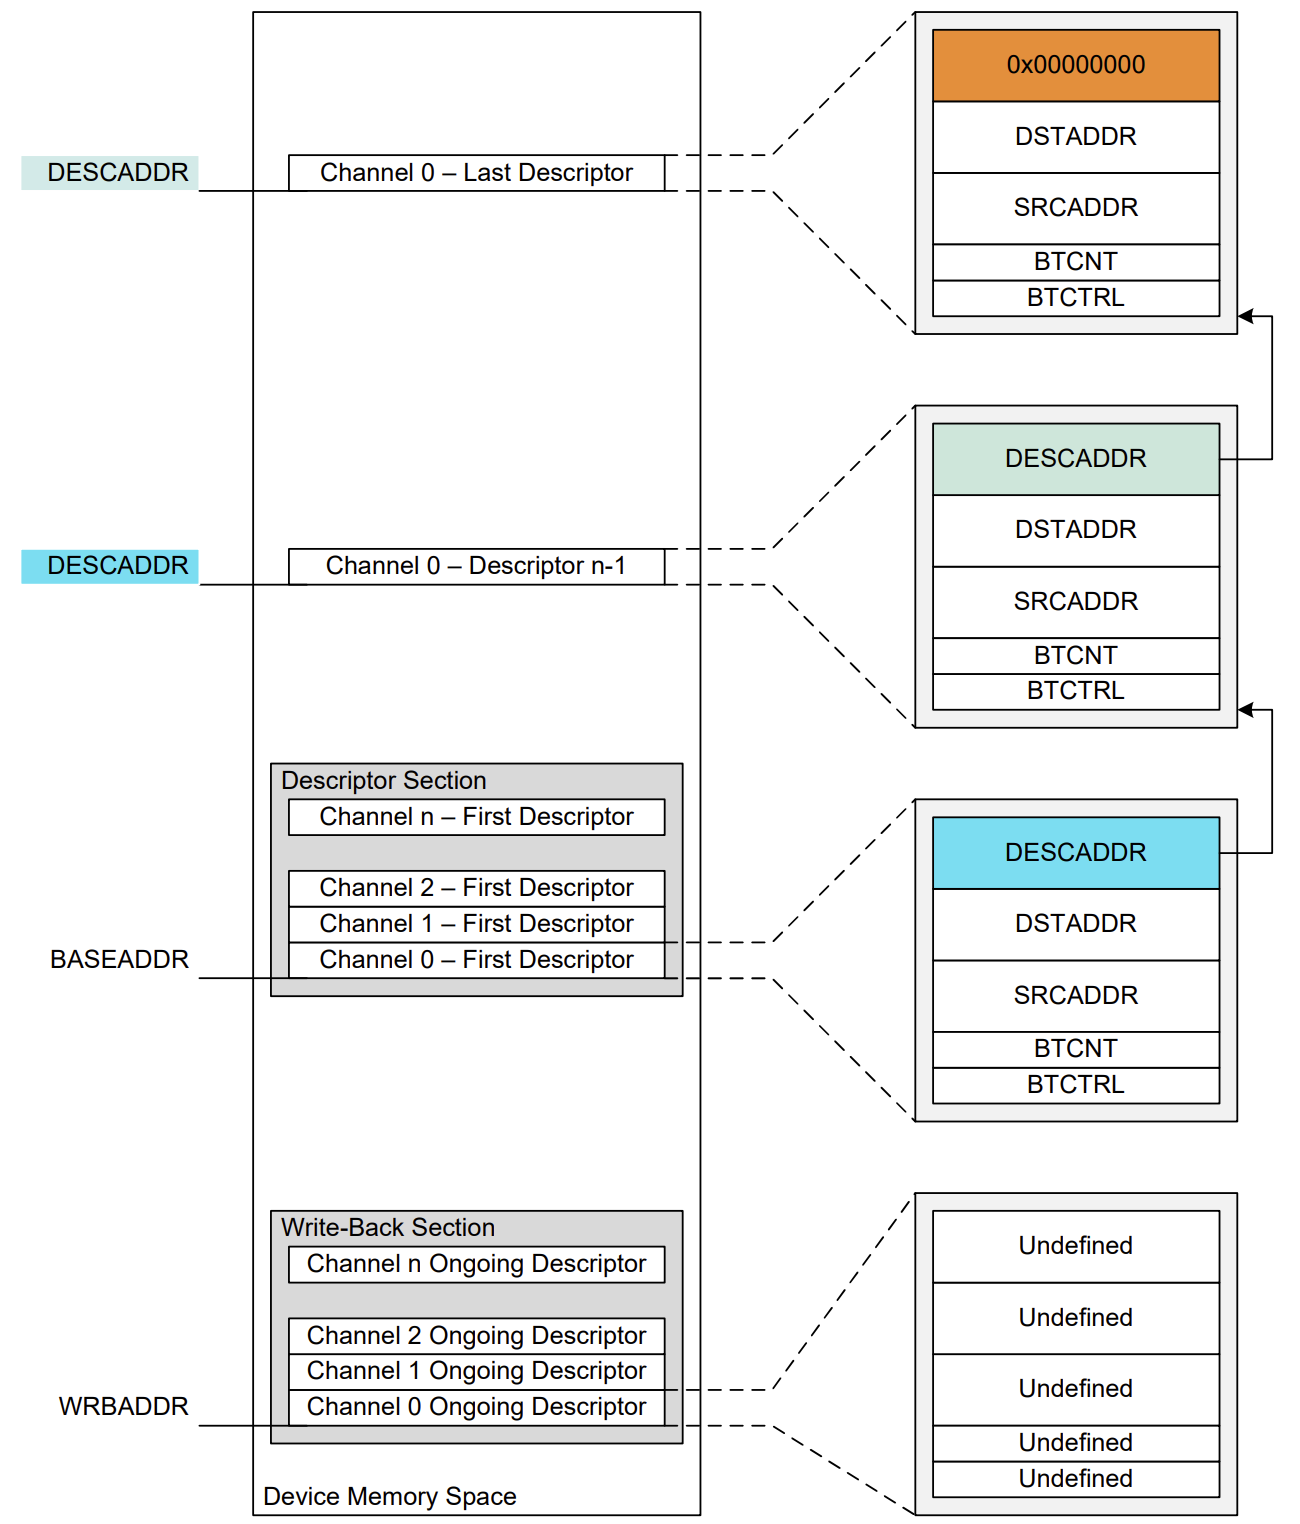 0x00000000
DESCADDR
Channel 0 – Last Descriptor
DSTADDR
SRCADDR
BTCNT
BTCTRL
DESCADDR
DESCADDR
Channel 0 – Descriptor n-1
DSTADDR
SRCADDR
BTCNT
BTCTRL
Descriptor Section
Channel n – First Descriptor
Channel 2 – First Descriptor
Channel 1 – First Descriptor
BASEADDR
Channel 0 – First Descriptor
DESCADDR
DSTADDR
SRCADDR
BTCNT
BTCTRL
Write-Back Section
Channel n Ongoing Descriptor
Channel 2 Ongoing Descriptor
Channel 1 Ongoing Descriptor
WRBADDR
Channel 0 Ongoing Descriptor
Undefined
Undefined
Undefined
Undefined
Undefined
Device Memory Space